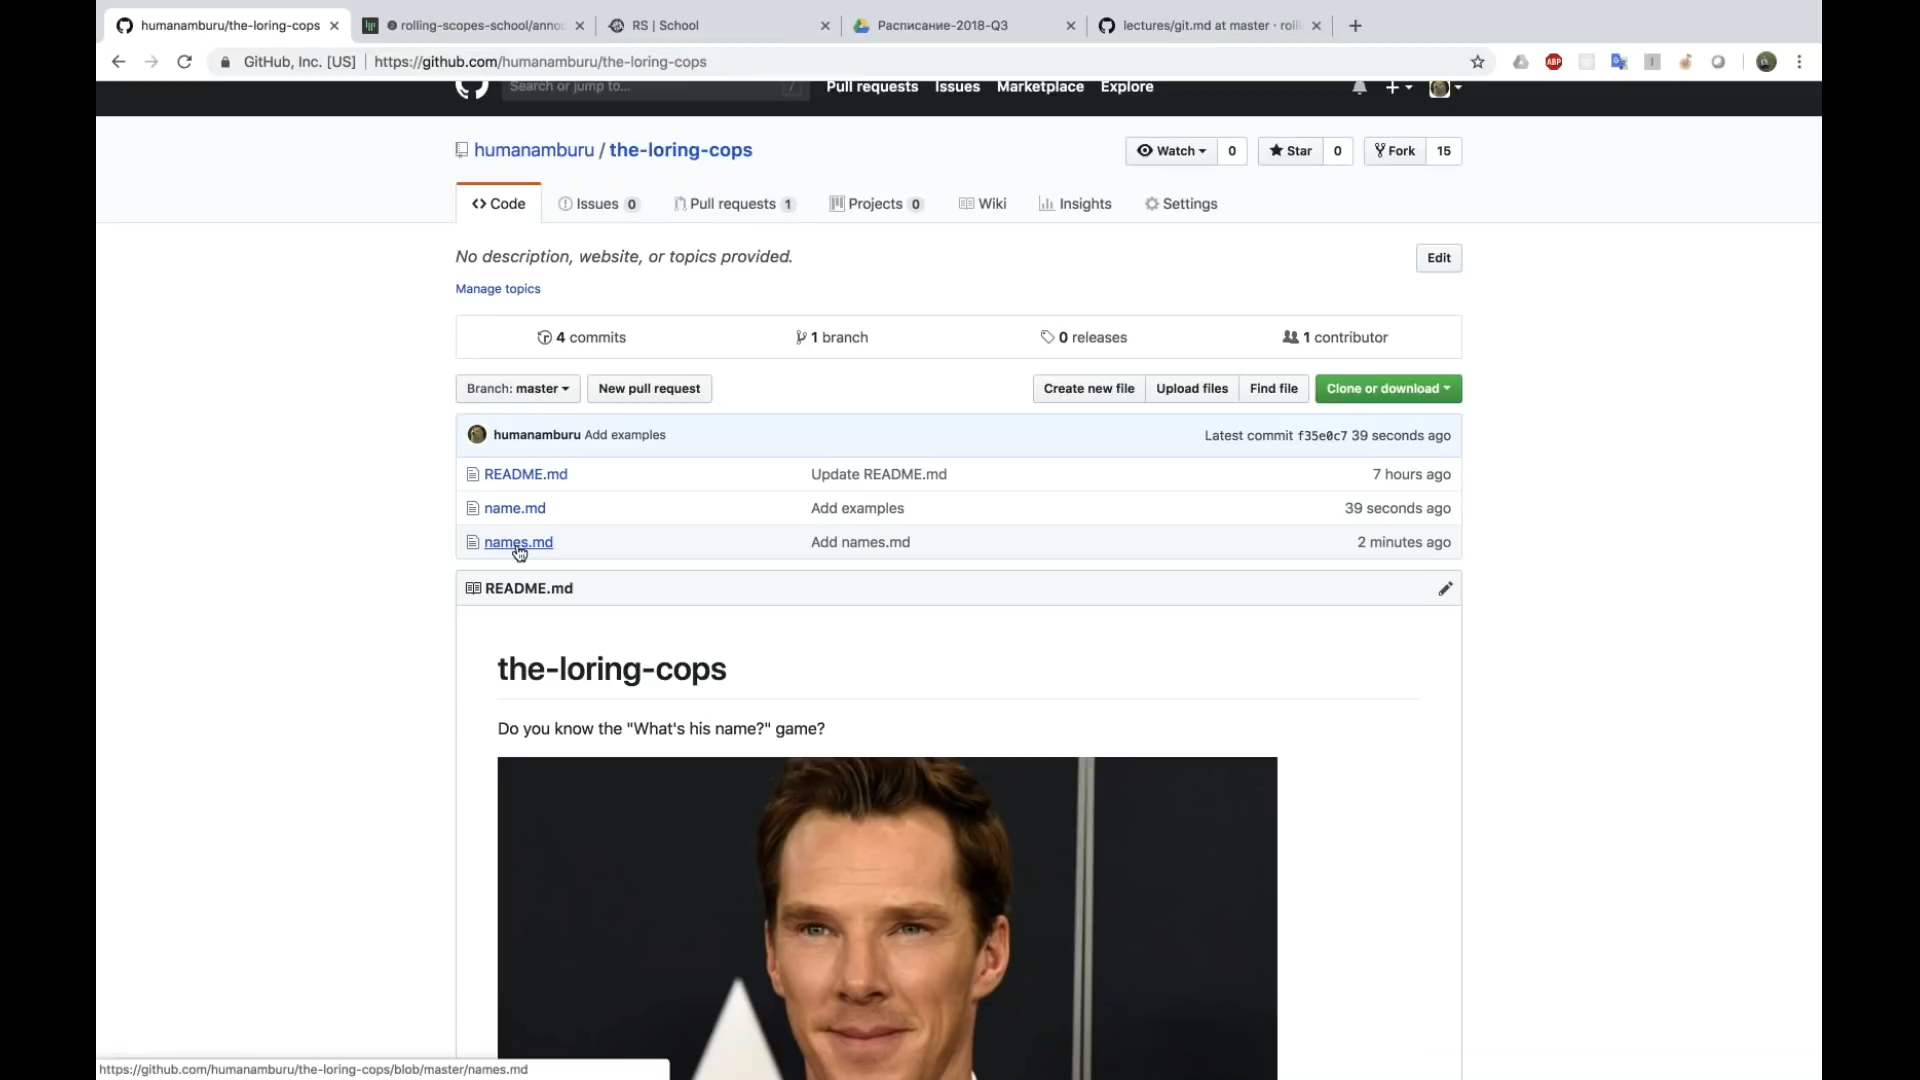 humanamburu/the-loring-cops
rolling-scopes-school/annou
RS | School
Расписание-2018-Q3
lectures/git.md at master · rolli
GitHub, Inc. [US] | https://github.com/humanamburu/the-loring-cops
ABP
Search or jump to... /
Pull requests Issues Marketplace Explore
humanamburu / the-loring-cops
Watch 0 Star 0 Fork 15
Code Issues 0 Pull requests 1 Projects 0 Wiki Insights Settings
No description, website, or topics provided.
Edit
Manage topics
4 commits 1 branch 0 releases 1 contributor
Branch: master New pull request Create new file Upload files Find file Clone or download
humanamburu Add examples Latest commit f35e0c7 39 seconds ago
README.md Update README.md 7 hours ago
name.md Add examples 39 seconds ago
names.md Add names.md 2 minutes ago
README.md
the-loring-cops
Do you know the "What's his name?" game?
https://github.com/humanamburu/the-loring-cops/blob/master/names.md